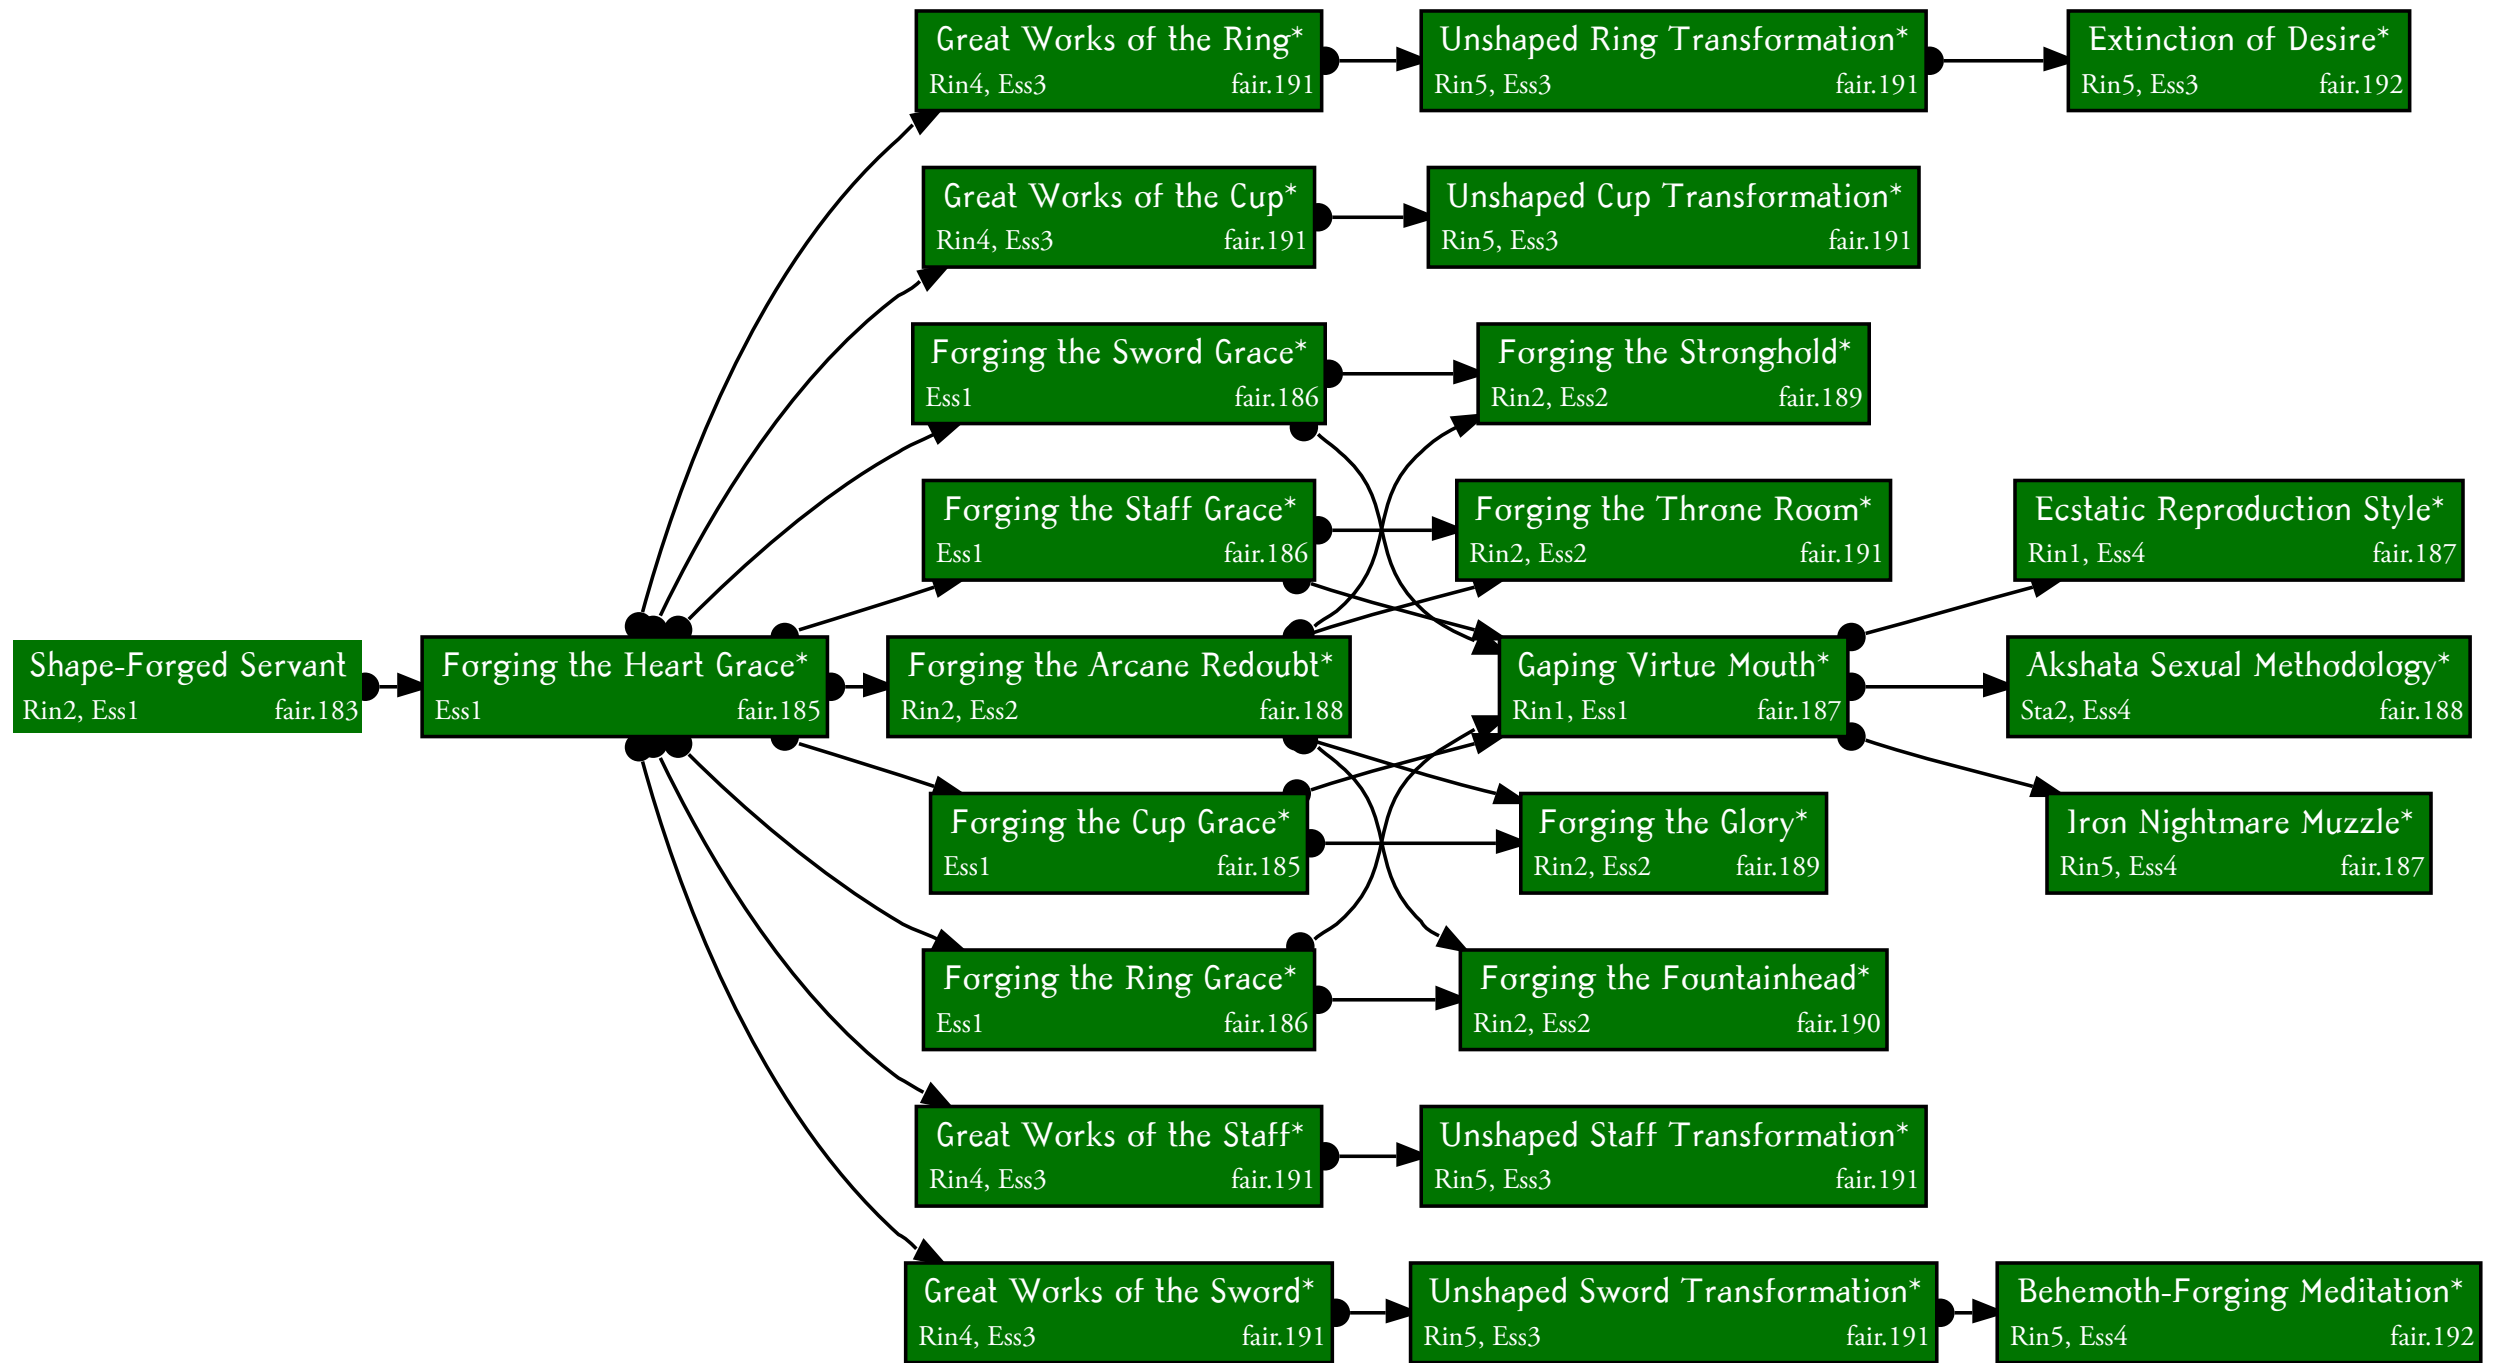 Great Works of the Ring*
Rin4, Ess3 fair.191
Unshaped Ring Transformation*
Rin5, Ess3 fair.191
Extinction of Desire*
Rin5, Ess3 fair.192
Great Works of the Cup*
Rin4, Ess3 fair.191
Unshaped Cup Transformation*
Rin5, Ess3 fair.191
Forging the Sword Grace*
Ess1 fair.186
Forging the Stronghold*
Rin2, Ess2 fair.189
Forging the Staff Grace*
Ess1 fair.186
Forging the Throne Room*
Rin2, Ess2 fair.191
Ecstatic Reproduction Style*
Rin1, Ess4 fair.187
Shape-Forged Servant
Rin2, Ess1 fair.183
Forging the Heart Grace*
Ess1 fair.185
Forging the Arcane Redoubt*
Rin2, Ess2 fair.188
Gaping Virtue Mouth*
Rin1, Ess1 fair.187
Akshata Sexual Methodology*
Sta2, Ess4 fair.188
Forging the Cup Grace*
Ess1 fair.185
Forging the Glory*
Rin2, Ess2 fair.189
Iron Nightmare Muzzle*
Rin5, Ess4 fair.187
Forging the Ring Grace*
Ess1 fair.186
Forging the Fountainhead*
Rin2, Ess2 fair.190
Great Works of the Staff*
Rin4, Ess3 fair.191
Unshaped Staff Transformation*
Rin5, Ess3 fair.191
Great Works of the Sword*
Rin4, Ess3 fair.191
Unshaped Sword Transformation*
Rin5, Ess3 fair.191
Behemoth-Forging Meditation*
Rin5, Ess4 fair.192